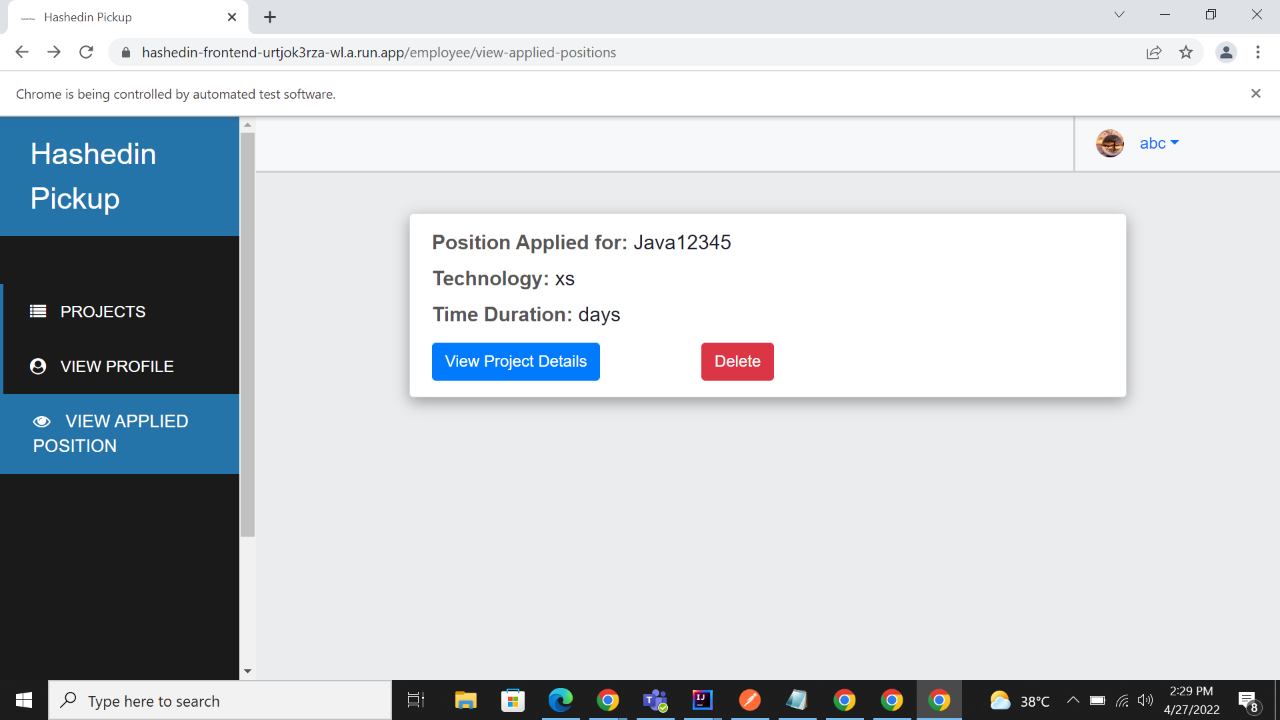 Hashedin Pickup
hashedin-frontend-urtjok3rza-wl.a.run.app/employee/view-applied-positions
Chrome is being controlled by automated test software.
Hashedin
Pickup
abc
PROJECTS
VIEW PROFILE
VIEW APPLIED
POSITION
Position Applied for: Java12345
Technology: xs
Time Duration: days
View Project Details
Delete
Type here to search
38°C
2:29 PM
4/27/2022
8